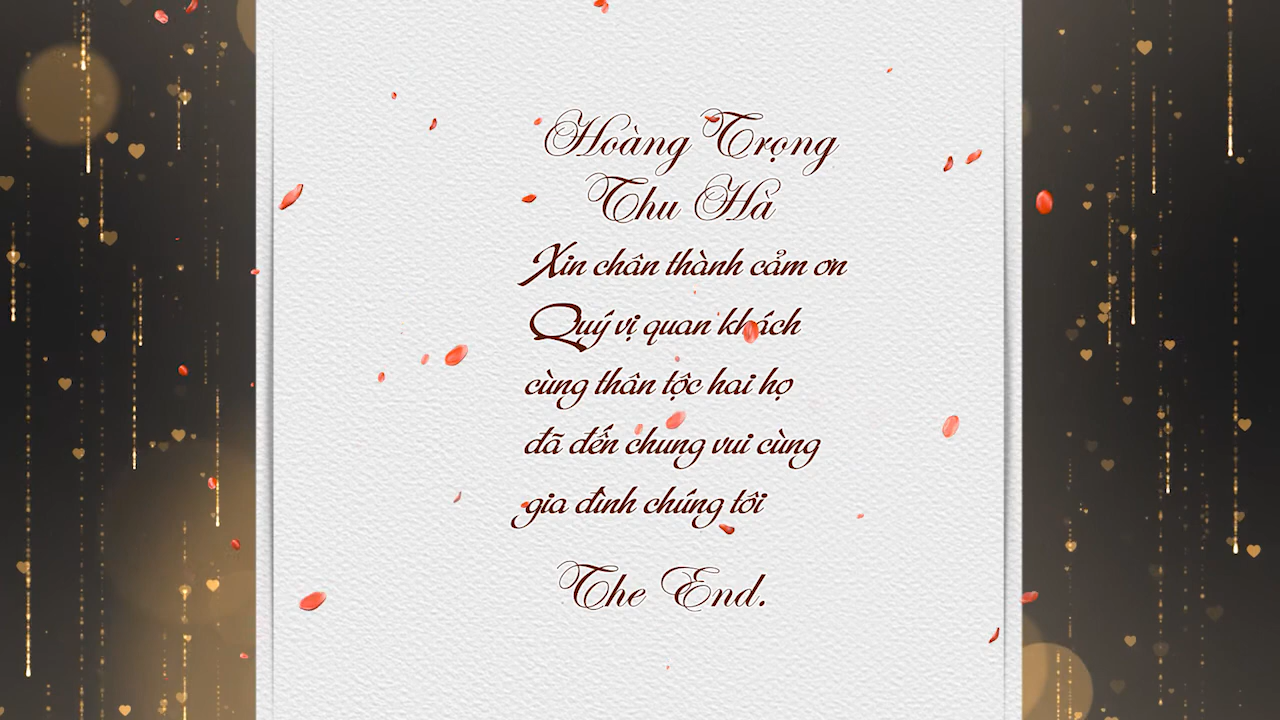 Hoàng Trọng
Thu Hà
Xin chân thành cảm ơn
Quý vị quan khách
cùng thân tộc hai họ
đã đến chung vui cùng
gia đình chúng tôi
The End.